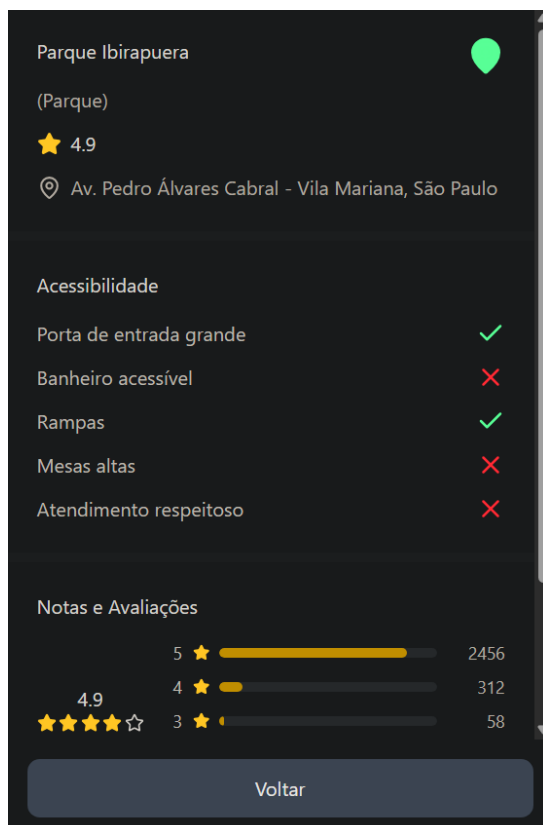 Parque Ibirapuera
(Parque)
4.9
Av. Pedro Álvares Cabral - Vila Mariana, São Paulo
Acessibilidade
Porta de entrada grande
Banheiro acessível
Rampas
Mesas altas
Atendimento respeitoso
Notas e Avaliações
5 2456
4 312
4.9
3 58
Voltar